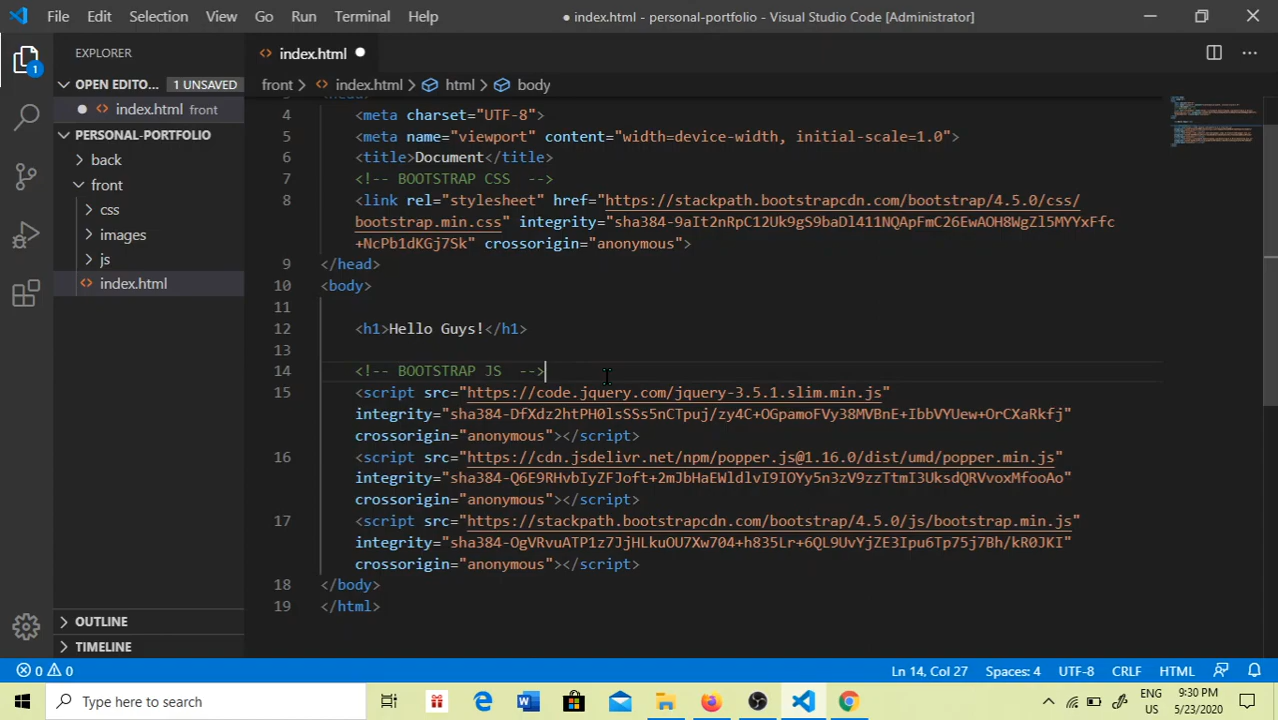 File Edit Selection View Go Run Terminal Help
● index.html - personal-portfolio - Visual Studio Code [Administrator]
EXPLORER
index.html
OPEN EDITO... 1 UNSAVED
front > index.html > html > body
index.html front
PERSONAL-PORTFOLIO
back
front
css
images
js
index.html
4 <meta charset="UTF-8">
5 <meta name="viewport" content="width=device-width, initial-scale=1.0">
6 <title>Document</title>
7 <!-- BOOTSTRAP CSS  -->
8 <link rel="stylesheet" href="https://stackpath.bootstrapcdn.com/bootstrap/4.5.0/css/
bootstrap.min.css" integrity="sha384-9aIt2nRpC12Uk9gS9baDl411NQApFmC26EwAOH8WgZl5MYYxFfc
+NcPb1dKGj7Sk" crossorigin="anonymous">
9 </head>
10 <body>
11
12 <h1>Hello Guys!</h1>
13
14 <!-- BOOTSTRAP JS  -->
15 <script src="https://code.jquery.com/jquery-3.5.1.slim.min.js"
integrity="sha384-DfXdz2htPH0lsSSs5nCTpuj/zy4C+OGpamoFVy38MVBnE+IbbVYUew+OrCXaRkfj"
crossorigin="anonymous"></script>
16 <script src="https://cdn.jsdelivr.net/npm/popper.js@1.16.0/dist/umd/popper.min.js"
integrity="sha384-Q6E9RHvbIyZFJoft+2mJbHaEWldlvI9IOYy5n3zV9zzTtmI3UksdQRVvoxMfooAo"
crossorigin="anonymous"></script>
17 <script src="https://stackpath.bootstrapcdn.com/bootstrap/4.5.0/js/bootstrap.min.js"
integrity="sha384-OgVRvuATP1z7JjHLkuOU7Xw704+h835Lr+6QL9UvYjZE3Ipu6Tp75j7Bh/kR0JKI"
crossorigin="anonymous"></script>
18 </body>
19 </html>
OUTLINE
TIMELINE
0 0
Ln 14, Col 27 Spaces: 4 UTF-8 CRLF HTML
Type here to search
ENG
US
9:30 PM
5/23/2020